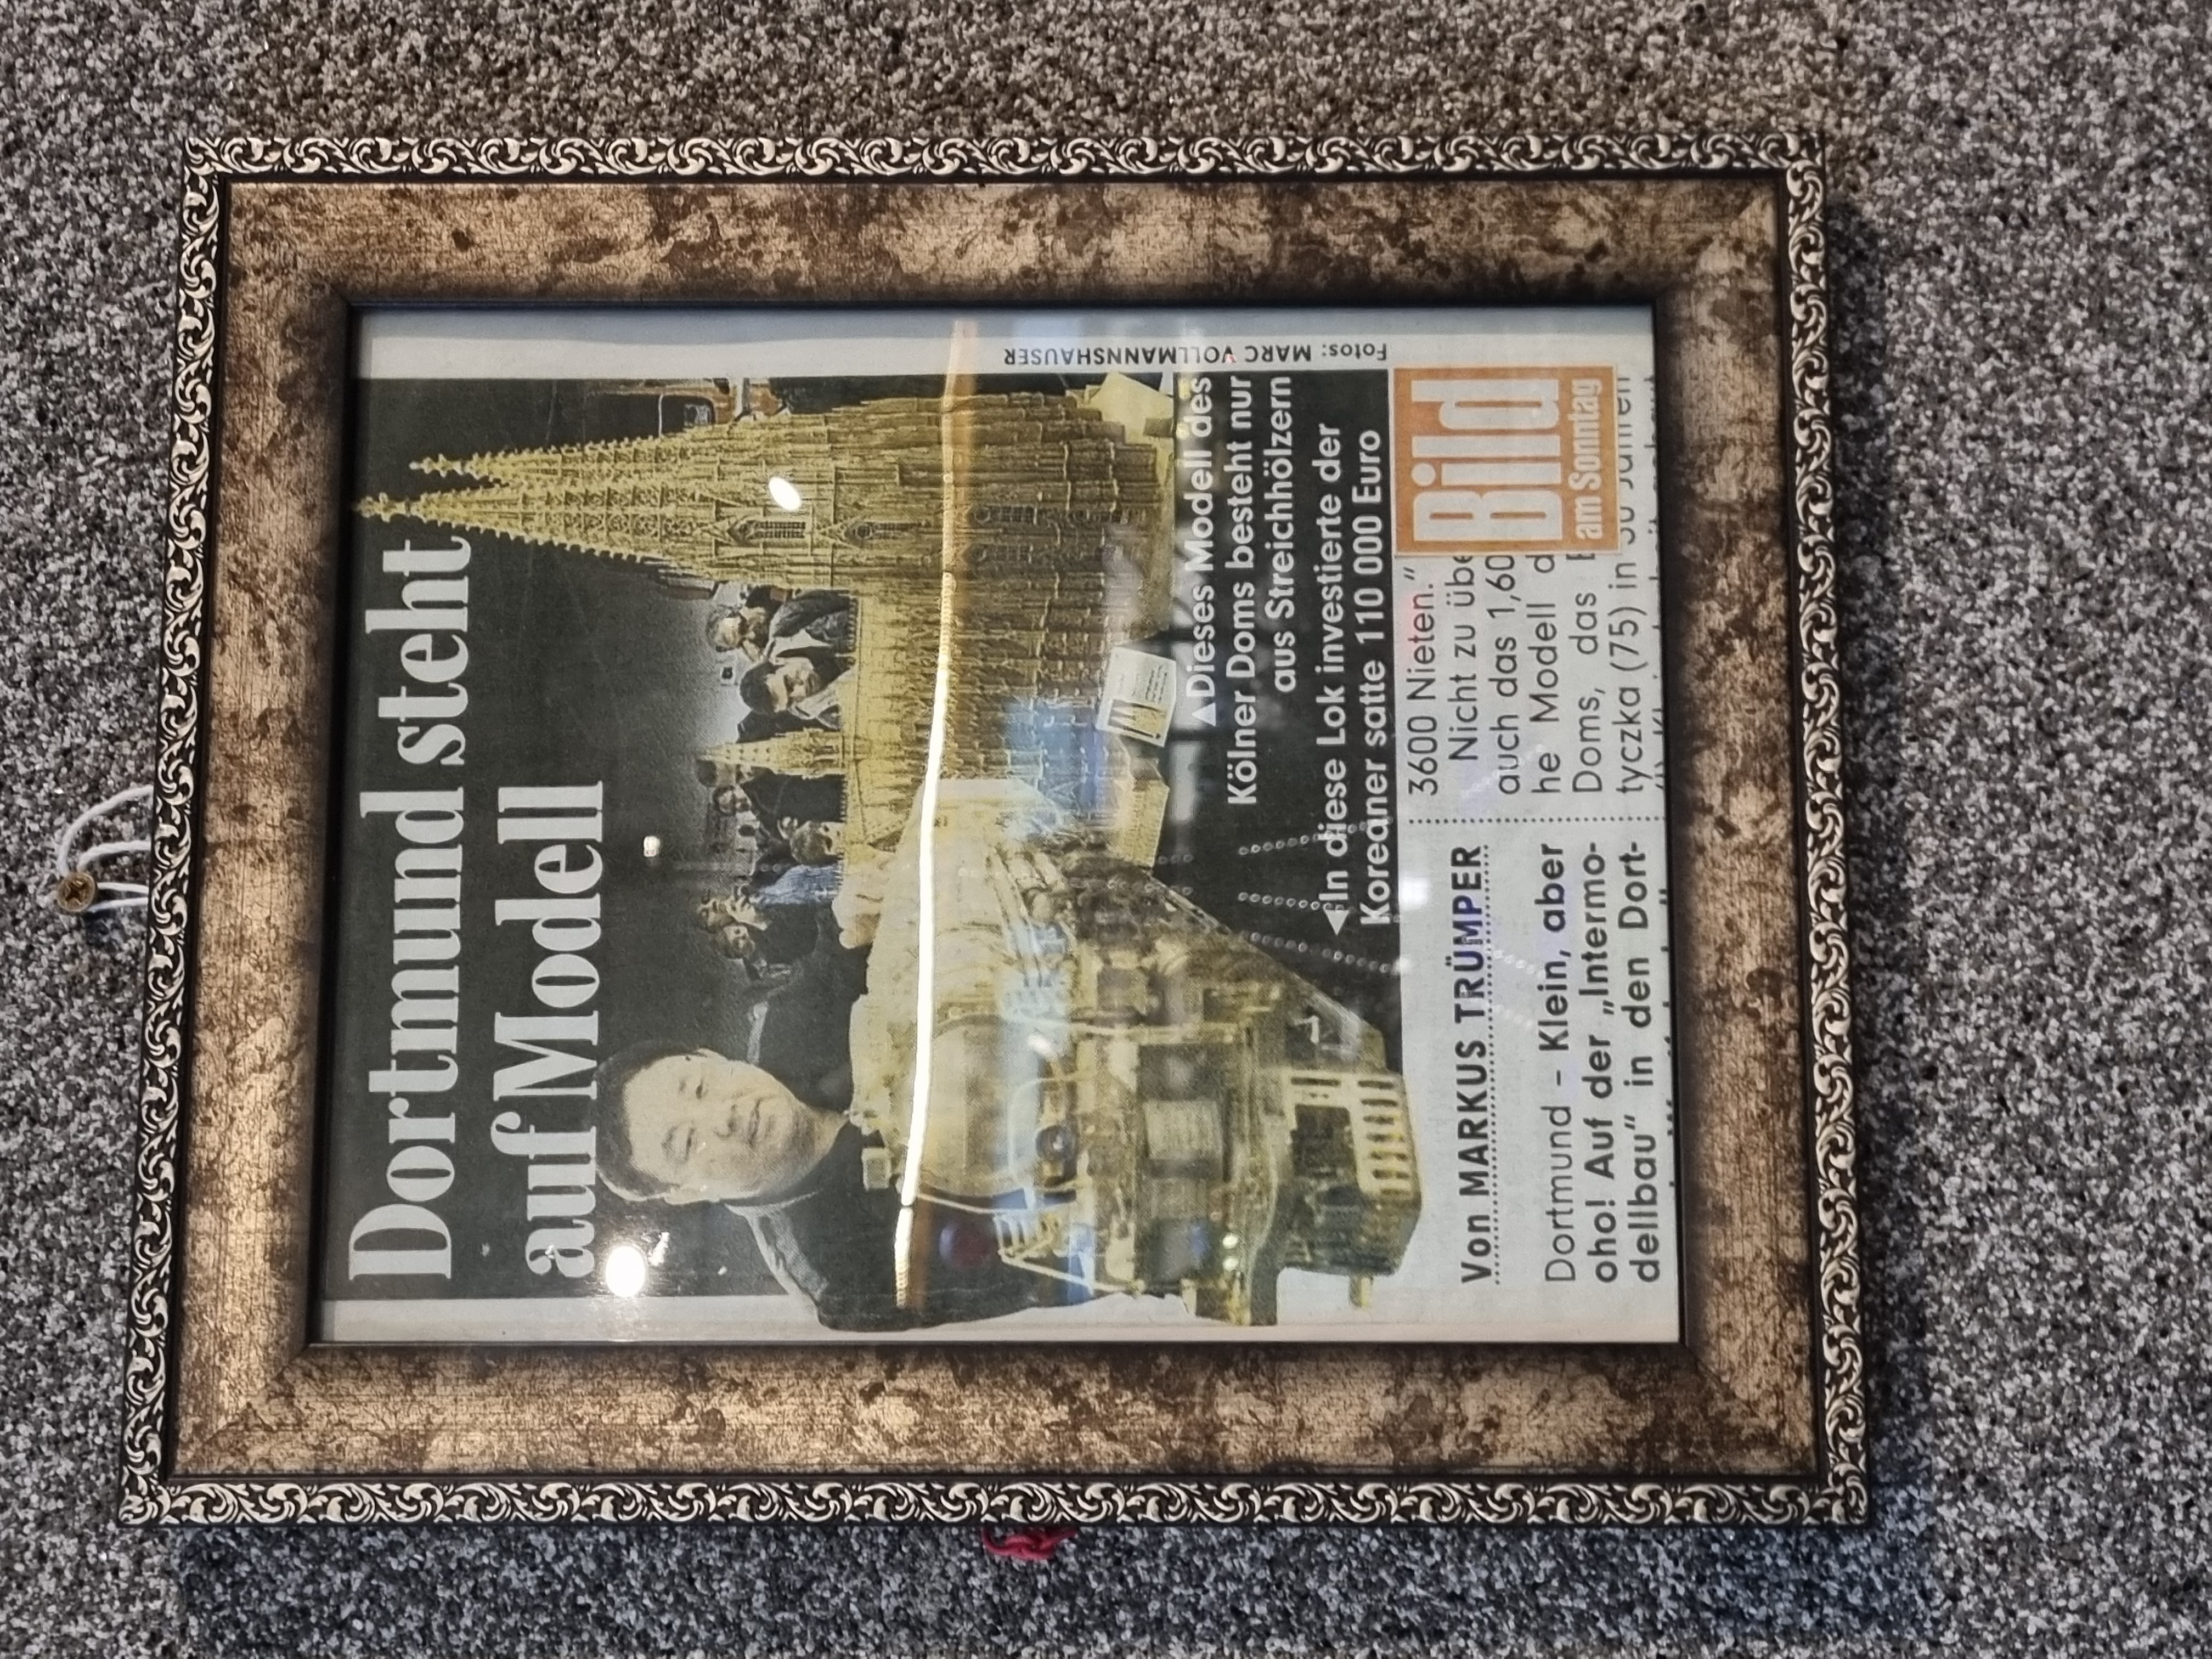 Dortmund steht
auf Modell
Fotos: MARC VOLLMANNSHAUSER
▲Dieses Modell des
Kölner Doms besteht nur
aus Streichhölzern
◄In diese Lok investierte der
Koreaner satte 110 000 Euro
Von MARKUS TRÜMPER
Dortmund – Klein, aber
oho! Auf der „Intermo-
dellbau“ in den Dort-
3600 Nieten.“
Nicht zu übe
auch das 1,60
he Modell d
Doms, das
tyczka (75) in
Bild
am Sonntag